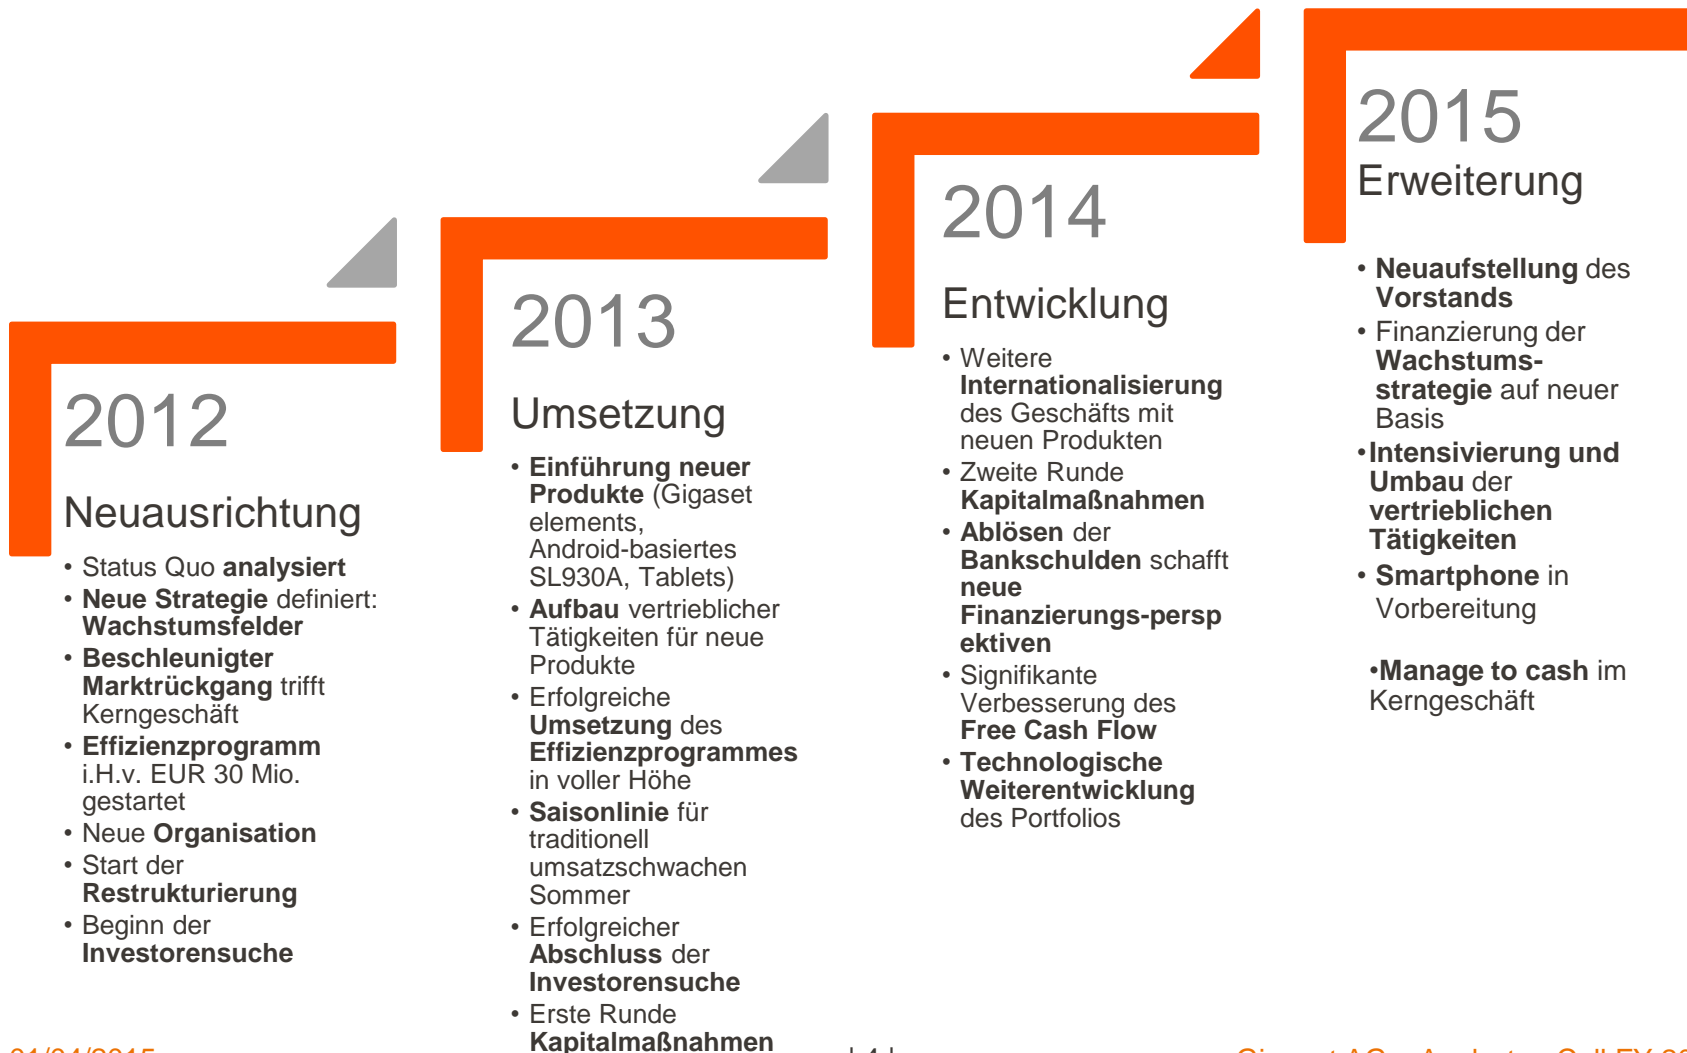 2012
Neuausrichtung
• Status Quo analysiert
• Neue Strategie definiert:
Wachstumsfelder
• Beschleunigter
Marktrückgang trifft
Kerngeschäft
• Effizienzprogramm
i.H.v. EUR 30 Mio.
gestartet
• Neue Organisation
• Start der
Restrukturierung
• Beginn der
Investorensuche
2013
Umsetzung
• Einführung neuer
Produkte (Gigaset
elements,
Android-basiertes
SL930A, Tablets)
• Aufbau vertrieblicher
Tätigkeiten für neue
Produkte
• Erfolgreiche
Umsetzung des
Effizienzprogrammes
in voller Höhe
• Saisonlinie für
traditionell
umsatzschwachen
Sommer
• Erfolgreicher
Abschluss der
Investorensuche
• Erste Runde
Kapitalmaßnahmen
2014
Entwicklung
• Weitere
Internationalisierung
des Geschäfts mit
neuen Produkten
• Zweite Runde
Kapitalmaßnahmen
• Ablösen der
Bankschulden schafft
neue
Finanzierungs-persp
ektiven
• Signifikante
Verbesserung des
Free Cash Flow
• Technologische
Weiterentwicklung
des Portfolios
2015
Erweiterung
• Neuaufstellung des
Vorstands
• Finanzierung der
Wachstums-
strategie auf neuer
Basis
•Intensivierung und
Umbau der
vertrieblichen
Tätigkeiten
• Smartphone in
Vorbereitung
•Manage to cash im
Kerngeschäft